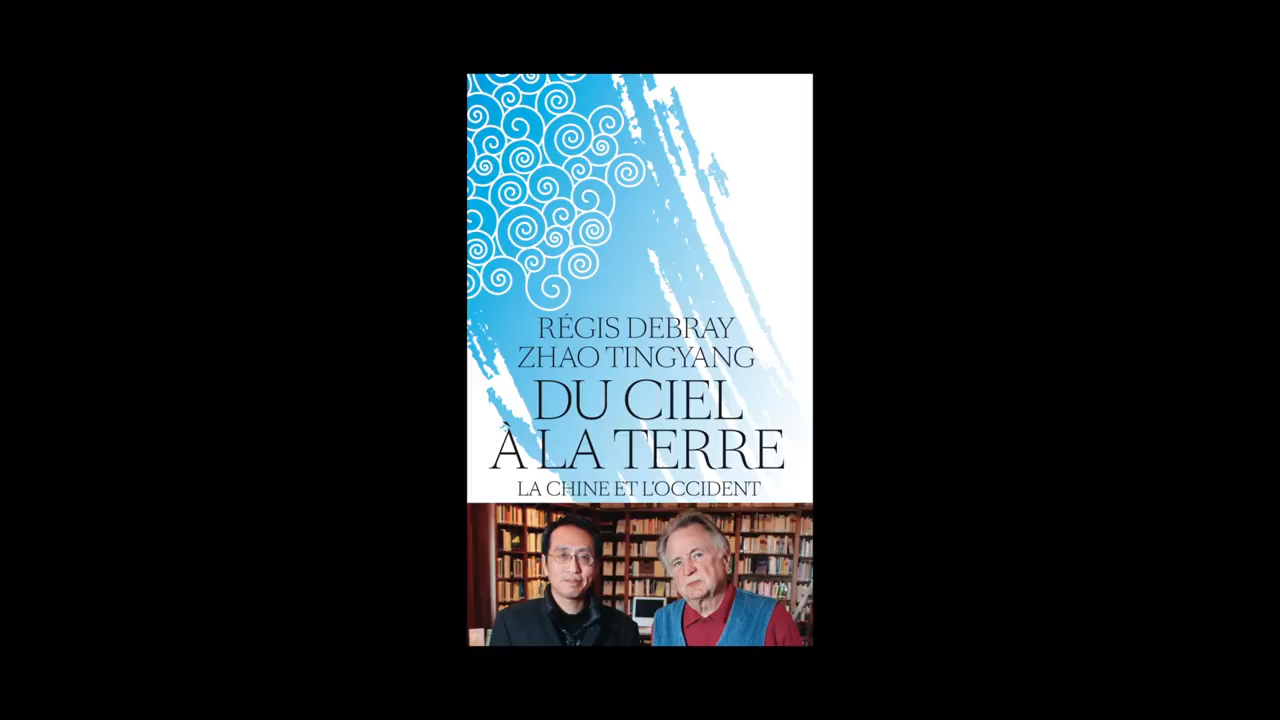 RÉGIS DEBRAY
ZHAO TINGYANG
DU CIEL
À LA TERRE
LA CHINE ET L'OCCIDENT